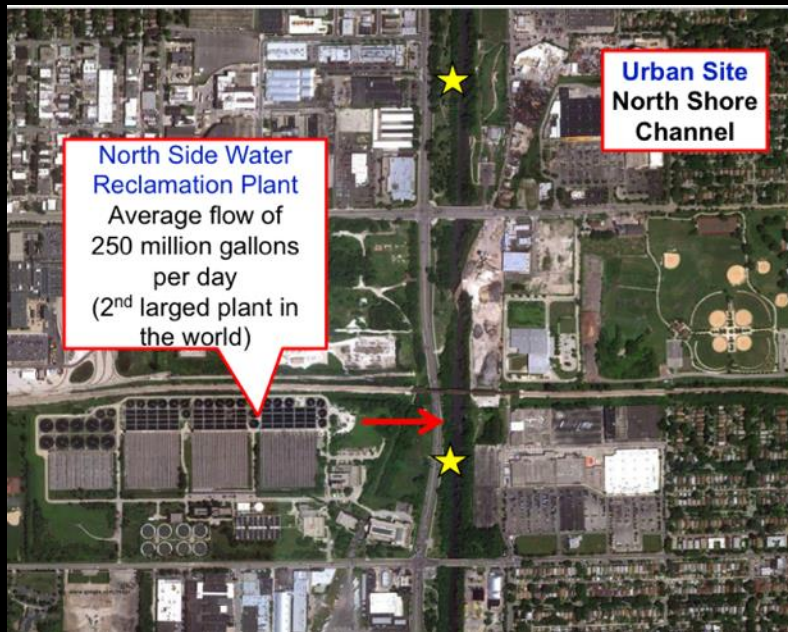 Urban Site
North Shore
Channel
North Side Water
Reclamation Plant
Average flow of
250 million gallons
per day
(2nd larged plant in
the world)